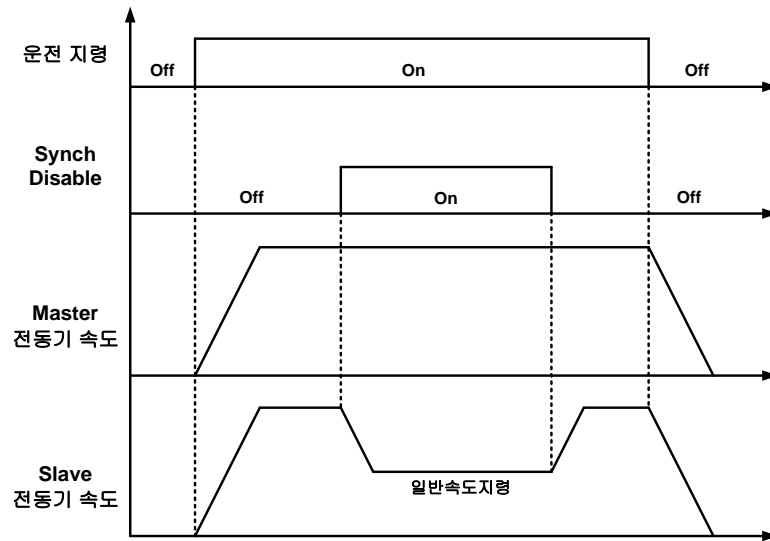 운전 지령
Off
On
Off
Synch
Disable
Off
On
Off
Master
전동기 속도
Slave
전동기 속도
일반속도지령